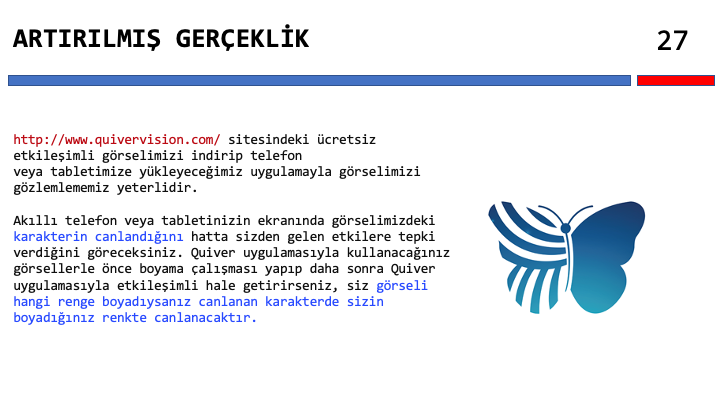 ARTIRILMIŞ GERÇEKLİK
27
http://www.quivervision.com/ sitesindeki ücretsiz
etkileşimli görselimizi indirip telefon
veya tabletimize yükleyeceğimiz uygulamayla görselimizi
gözlemlememiz yeterlidir.
Akıllı telefon veya tabletinizin ekranında görselimizdeki
karakterin canlandığını hatta sizden gelen etkilere tepki
verdiğini göreceksiniz. Quiver uygulamasıyla kullanacağınız
görsellerle önce boyama çalışması yapıp daha sonra Quiver
uygulamasıyla etkileşimli hale getirirseniz, siz görseli
hangi renge boyadıysanız canlanan karakterde sizin
boyadığınız renkte canlanacaktır.